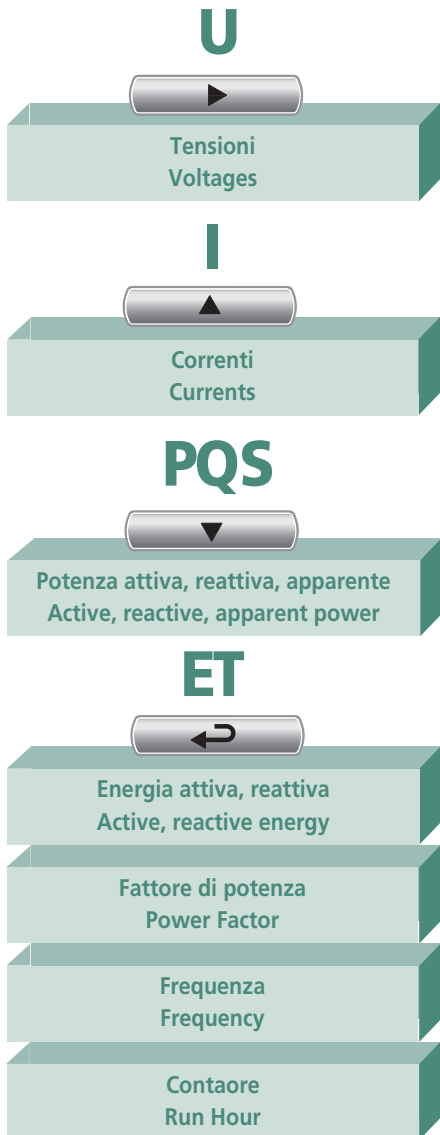 U
Tensioni
Voltages
I
Correnti
Currents
PQS
Potenza attiva, reattiva, apparente
Active, reactive, apparent power
ET
Energia attiva, reattiva
Active, reactive energy
Fattore di potenza
Power Factor
Frequenza
Frequency
Contaore
Run Hour